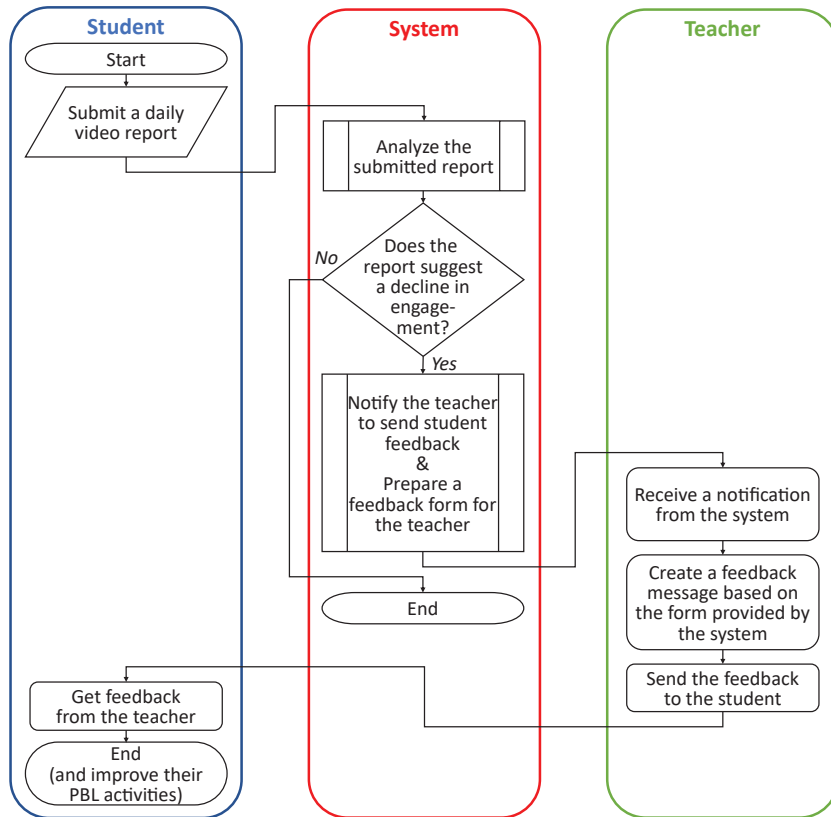 Student
System
Teacher
Start
Submit a daily
video report
Analyze the
submitted report
No
Does the
report suggest
a decline in
engage-
ment?
Yes
Notify the teacher
to send student
feedback
&
Prepare a
feedback form for
the teacher
Receive a notification
from the system
Create a feedback
message based on
the form provided by
the system
End
Send the feedback
to the student
Get feedback
from the teacher
End
(and improve their
PBL activities)